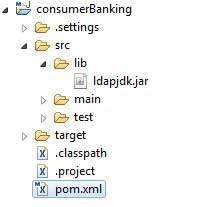 consumerBanking
.settings
src
lib
ldapjdk.jar
main
test
target
.classpath
.project
pom.xml